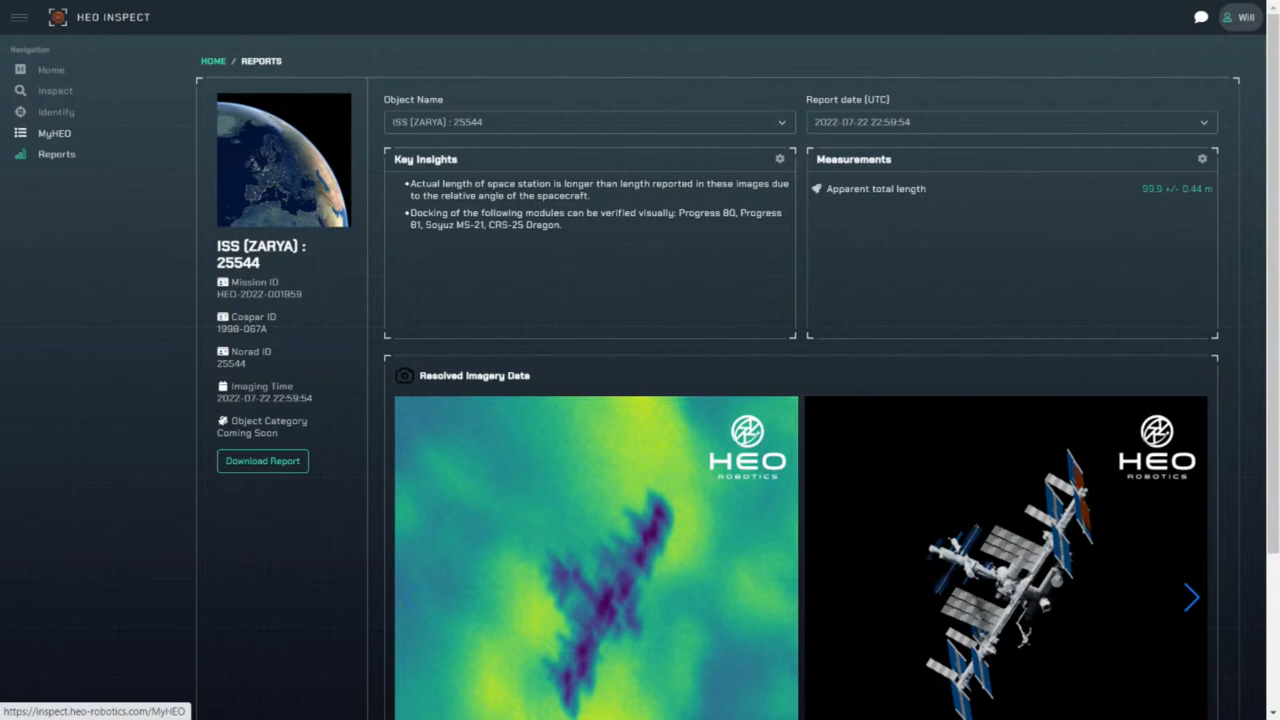 HEO INSPECT
Will
Navigation
Home
Inspect
Identify
MyHEO
Reports
HOME / REPORTS
ISS (ZARYA) :
25544
Mission ID
HEO-2022-001959
Cospar ID
1998-067A
Norad ID
25544
Imaging Time
2022-07-22 22:59:54
Object Category
Coming Soon
Download Report
Object Name
ISS (ZARYA) : 25544
Report date (UTC)
2022-07-22 22:59:54
Key Insights
•Actual length of space station is longer than length reported in these images due
to the relative angle of the spacecraft.
•Docking of the following modules can be verified visually: Progress 80, Progress
81, Soyuz MS-21, CRS-25 Dragon.
Measurements
Apparent total length 99.9 +/- 0.44 m
Resolved Imagery Data
HEO
ROBOTICS
HEO
ROBOTICS
https://inspect.heo-robotics.com/MyHEO